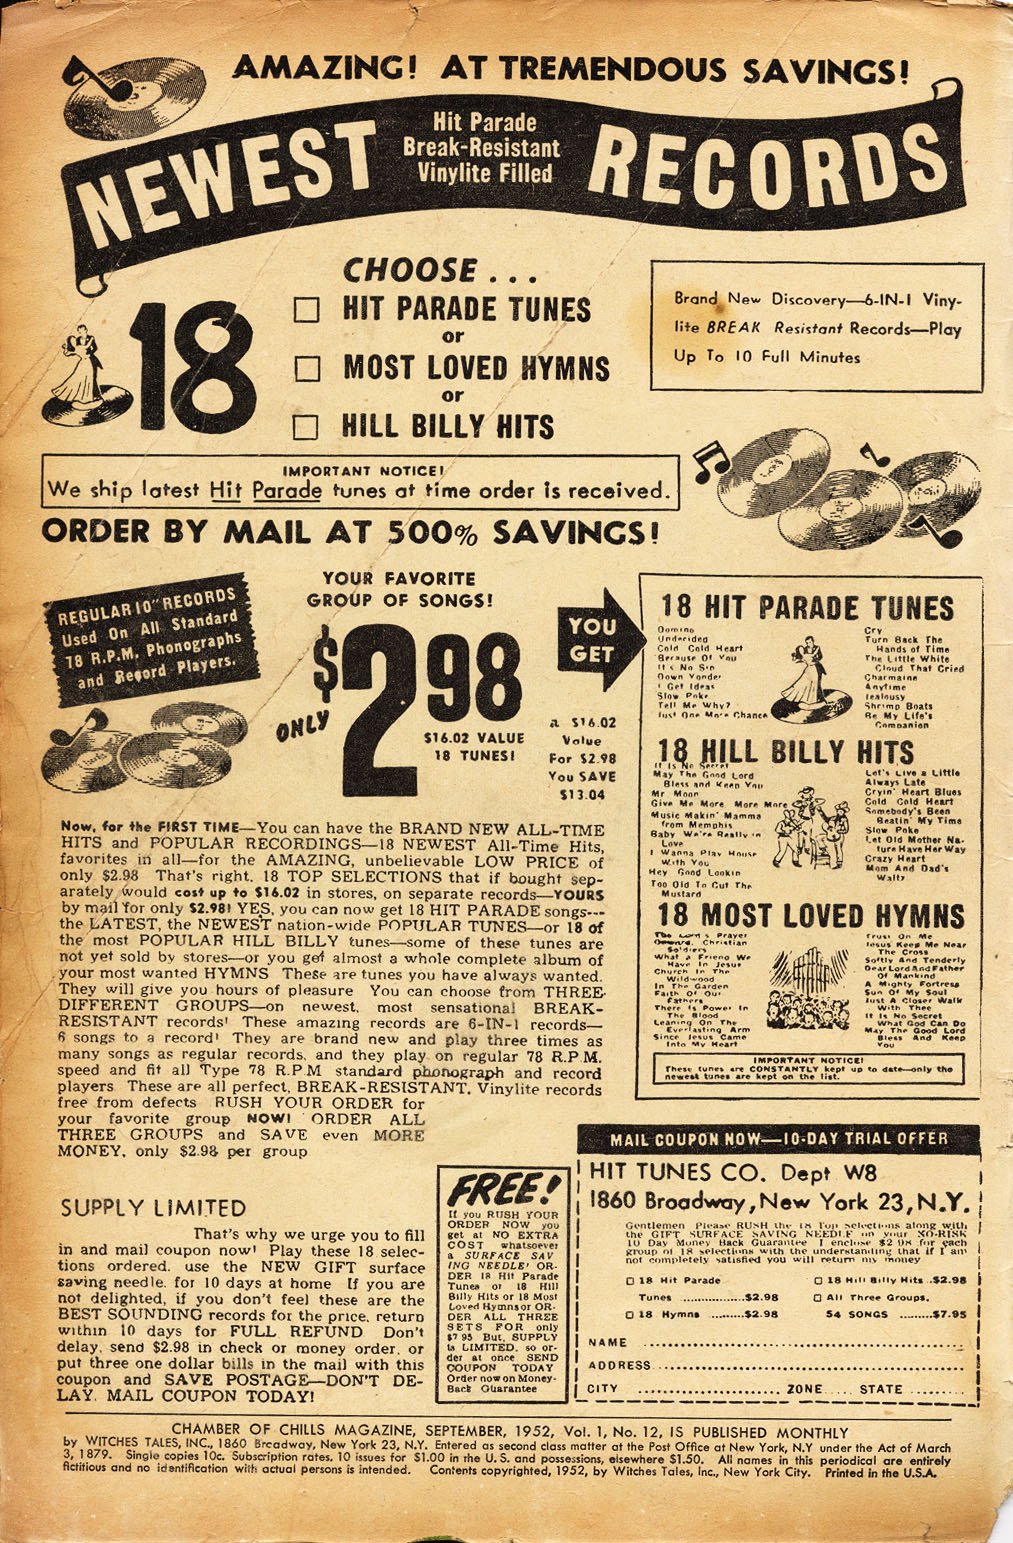 AMAZING! AT TREMENDOUS SAVINGS!
NEWEST
Hit Parade
Break-Resistant
Vinylite Filled
RECORDS
18
CHOOSE . . .
HIT PARADE TUNES
or
MOST LOVED HYMNS
or
HILL BILLY HITS
Brand New Discovery—6-IN-1 Viny-
lite BREAK Resistant Records—Play
Up To 10 Full Minutes
IMPORTANT NOTICE!
We ship latest Hit Parade tunes at time order is received.
ORDER BY MAIL AT 500% SAVINGS!
REGULAR 10" RECORDS
Used On All Standard
78 R.P.M. Phonographs
and Record Players.
YOUR FAVORITE
GROUP OF SONGS!
ONLY
$2.98
$16.02 VALUE
18 TUNES!
YOU
GET
a $16.02
Value
For $2.98
You SAVE
$13.04
18 HIT PARADE TUNES
Domino
Undecided
Cold Cold Heart
Because Of You
It s No Sin
Down Yonder
I Get Ideas
Slow Poke
Tell Me Why?
Just One More Chance
Cry
Turn Back The
Hands of Time
The Little White
Cloud That Cried
Charmaine
Anytime
Jealousy
Shrimp Boats
Be My Life's
Companion
18 HILL BILLY HITS
It Is No Secret
May The Good Lord
Bless and Keep You
Mr Moon
Give Me More More More
Music Makin' Mamma
from Memphis
Baby We're Really in
Love
I Wanna Play House
With You
Hey Good Lookin
Too Old To Cut The
Mustard
Let's Live a Little
Always Late
Cryin' Heart Blues
Cold Cold Heart
Somebody's Been
Beatin' My Time
Slow Poke
Let Old Mother Na-
ture Have Her Way
Crazy Heart
Mom And Dad's
Waltz
18 MOST LOVED HYMNS
The Lord s Prayer
Onward, Christian
Soldiers
What a Friend We
Have In Jesus
Church In The
Wildwood
In The Garden
Faith Of Our
Fathers
There Is Power In
The Blood
Leaning On The
Everlasting Arm
Since Jesus Came
Into My Heart
Trust On Me
Jesus Keep Me Near
The Cross
Softly And Tenderly
Dear Lord And Father
Of Mankind
A Mighty Fortress
Sun Of My Soul
Just A Closer Walk
With Thee
It Is No Secret
What God Can Do
May The Good Lord
Bless And Keep
You
IMPORTANT NOTICE!
These tunes are CONSTANTLY kept up to date—only the
newest tunes are kept on the list.
Now, for the FIRST TIME—You can have the BRAND NEW ALL-TIME
HITS and POPULAR RECORDINGS—18 NEWEST All-Time Hits,
favorites in all—for the AMAZING, unbelievable LOW PRICE of
only $2.98 That's right, 18 TOP SELECTIONS that if bought sep-
arately would cost up to $16.02 in stores, on separate records—YOURS
by mail for only $2.98! YES, you can now get 18 HIT PARADE songs---
the LATEST, the NEWEST nation-wide POPULAR TUNES—or 18 of
the most POPULAR HILL BILLY tunes—some of these tunes are
not yet sold by stores—or you get almost a whole complete album of
your most wanted HYMNS These are tunes you have always wanted.
They will give you hours of pleasure You can choose from THREE
DIFFERENT GROUPS—on newest, most sensational BREAK-
RESISTANT records! These amazing records are 6-IN-1 records—
6 songs to a record! They are brand new and play three times as
many songs as regular records, and they play on regular 78 R.P.M.
speed and fit all Type 78 R.P.M standard phonograph and record
players These are all perfect, BREAK-RESISTANT, Vinylite records
free from defects RUSH YOUR ORDER for
your favorite group NOW! ORDER ALL
THREE GROUPS and SAVE even MORE
MONEY, only $2.98 per group
SUPPLY LIMITED
That's why we urge you to fill
in and mail coupon now! Play these 18 selec-
tions ordered, use the NEW GIFT surface
saving needle, for 10 days at home If you are
not delighted, if you don't feel these are the
BEST SOUNDING records for the price, return
within 10 days for FULL REFUND Don't
delay, send $2.98 in check or money order, or
put three one dollar bills in the mail with this
coupon and SAVE POSTAGE—DON'T DE-
LAY. MAIL COUPON TODAY!
FREE!
If you RUSH YOUR
ORDER NOW you
get at NO EXTRA
COST whatsoever
a SURFACE SAV
ING NEEDLE! OR-
DER 18 Hit Parade
Tunes or 18 Hill
Billy Hits or 18 Most
Loved Hymns or OR-
DER ALL THREE
SETS FOR only
$7 95 But, SUPPLY
Is LIMITED, so or-
der at once SEND
COUPON TODAY
Order now on Money-
Back Guarantee
MAIL COUPON NOW—10-DAY TRIAL OFFER
HIT TUNES CO. Dept W8
1860 Broadway, New York 23, N.Y.
Gentlemen Please RUSH the 18 Top selections along with
the GIFT SURFACE SAVING NEEDLE on your NO-RISK
10 Day Money Back Guarantee I enclose $2 98 for each
group of 18 selections with the understanding that if I am
not completely satisfied you will return my money
18 Hit Parade
Tunes ................$2.98
18 Hymns ..........$2.98
18 Hill Billy Hits ..$2.98
All Three Groups,
54 SONGS .........$7.95
NAME ....................
ADDRESS ....................
CITY .................... ZONE..... STATE ..........
CHAMBER OF CHILLS MAGAZINE, SEPTEMBER, 1952, Vol. 1, No. 12, IS PUBLISHED MONTHLY
by WITCHES TALES, INC., 1860 Broadway, New York 23, N.Y. Entered as second class matter at the Post Office at New York, N.Y under the Act of March
3, 1879. Single copies 10c. Subscription rates, 10 issues for $1.00 in the U. S. and possessions, elsewhere $1.50. All names in this periodical are entirely
fictitious and no identification with actual persons is intended. Contents copyrighted, 1952, by Witches Tales, Inc., New York City. Printed in the U.S.A.